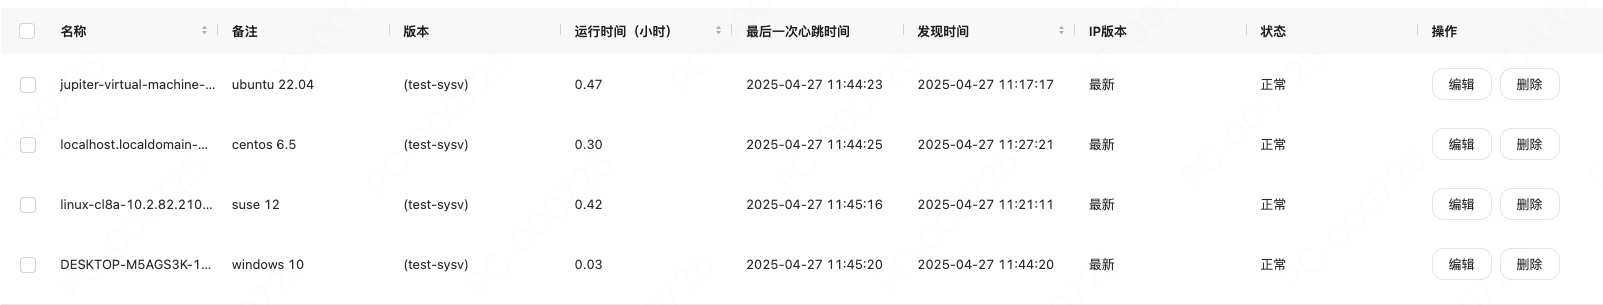 名称 备注 版本 运行时间（小时） 最后一次心跳时间 发现时间 IP版本 状态 操作
jupiter-virtual-machine-... ubuntu 22.04 (test-sysv) 0.47 2025-04-27 11:44:23 2025-04-27 11:17:17 最新 正常 编辑 删除
localhost.localdomain-... centos 6.5 (test-sysv) 0.30 2025-04-27 11:44:25 2025-04-27 11:27:21 最新 正常 编辑 删除
linux-cl8a-10.2.82.210... suse 12 (test-sysv) 0.42 2025-04-27 11:45:16 2025-04-27 11:21:11 最新 正常 编辑 删除
DESKTOP-M5AGS3K-1... windows 10 (test-sysv) 0.03 2025-04-27 11:45:20 2025-04-27 11:44:20 最新 正常 编辑 删除
PC-000725